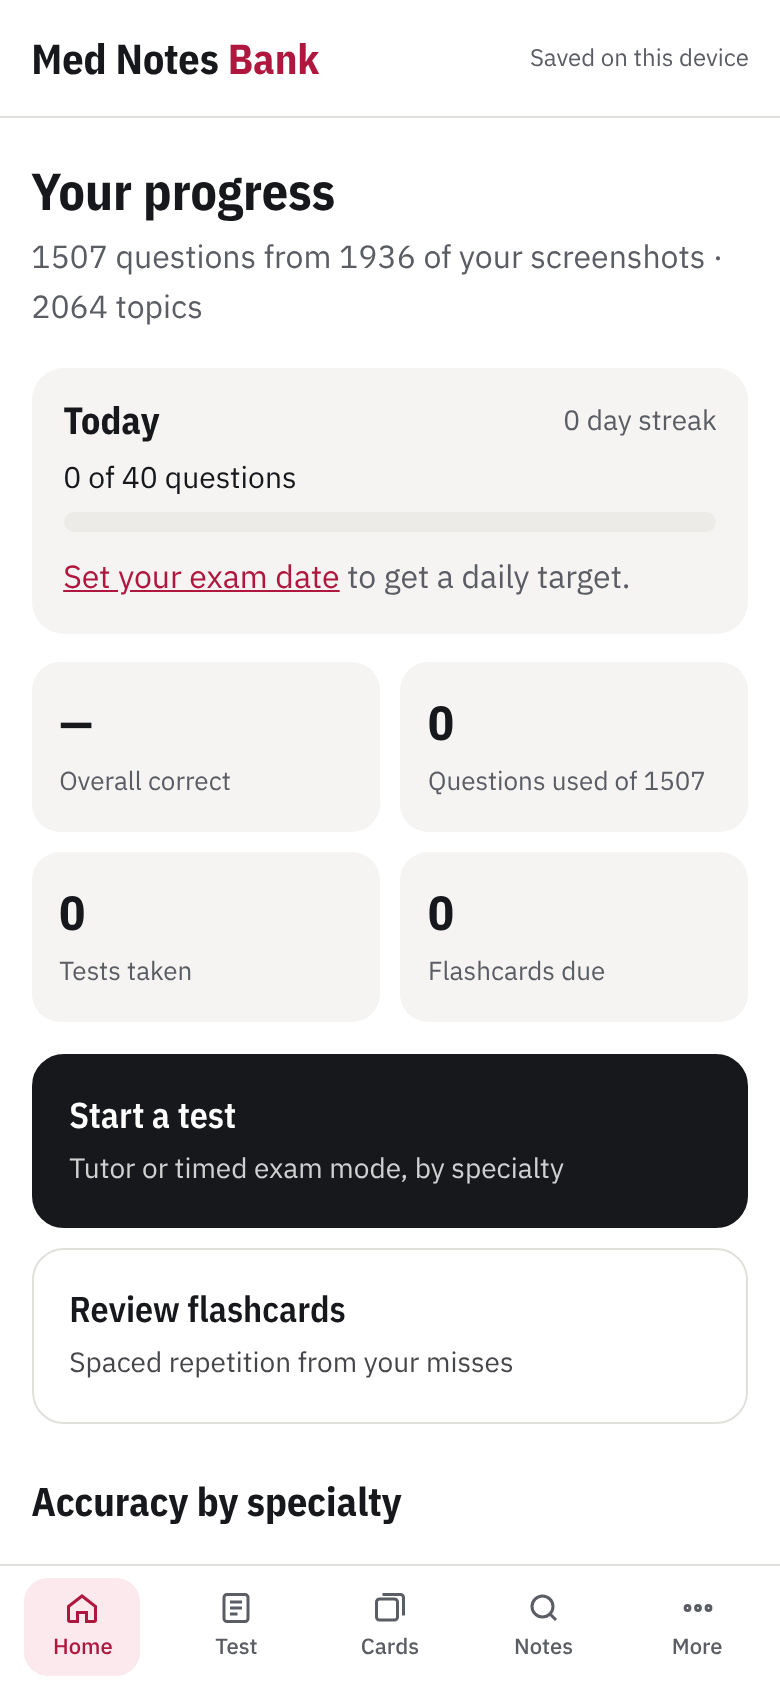 Med Notes Bank
Saved on this device
Your progress
1507 questions from 1936 of your screenshots ·
2064 topics
Today
0 day streak
0 of 40 questions
Set your exam date to get a daily target.
—
Overall correct
0
Questions used of 1507
0
Tests taken
0
Flashcards due
Start a test
Tutor or timed exam mode, by specialty
Review flashcards
Spaced repetition from your misses
Accuracy by specialty
Home
Test
Cards
Notes
More